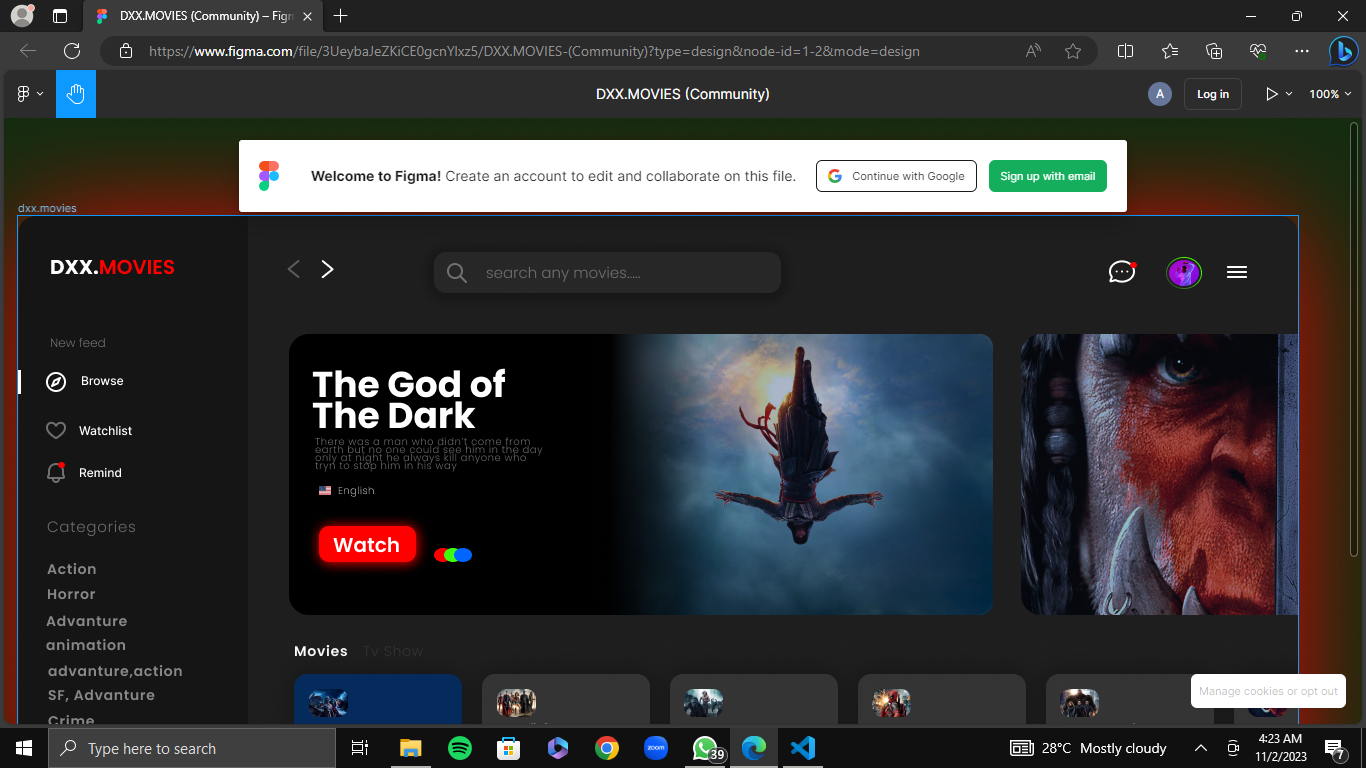 DXX.MOVIES (Community) – Figm
https://www.figma.com/file/3UeybaJeZKiCE0gcnYlxz5/DXX.MOVIES-(Community)?type=design&node-id=1-2&mode=design
DXX.MOVIES (Community)
A
Log in
100%
Welcome to Figma! Create an account to edit and collaborate on this file.
Continue with Google
Sign up with email
dxx.movies
DXX.MOVIES
search any movies.....
New feed
Browse
Watchlist
Remind
Categories
Action
Horror
Advanture
animation
advanture,action
SF, Advanture
Crime
The God of
The Dark
There was a man who didn't come from
earth but no one could see him in the day
only at night he always kill anyone who
tryn to stop him in his way
English
Watch
Movies
Tv Show
Manage cookies or opt out
Type here to search
zoom
39
28°C Mostly cloudy
4:23 AM
11/2/2023
7